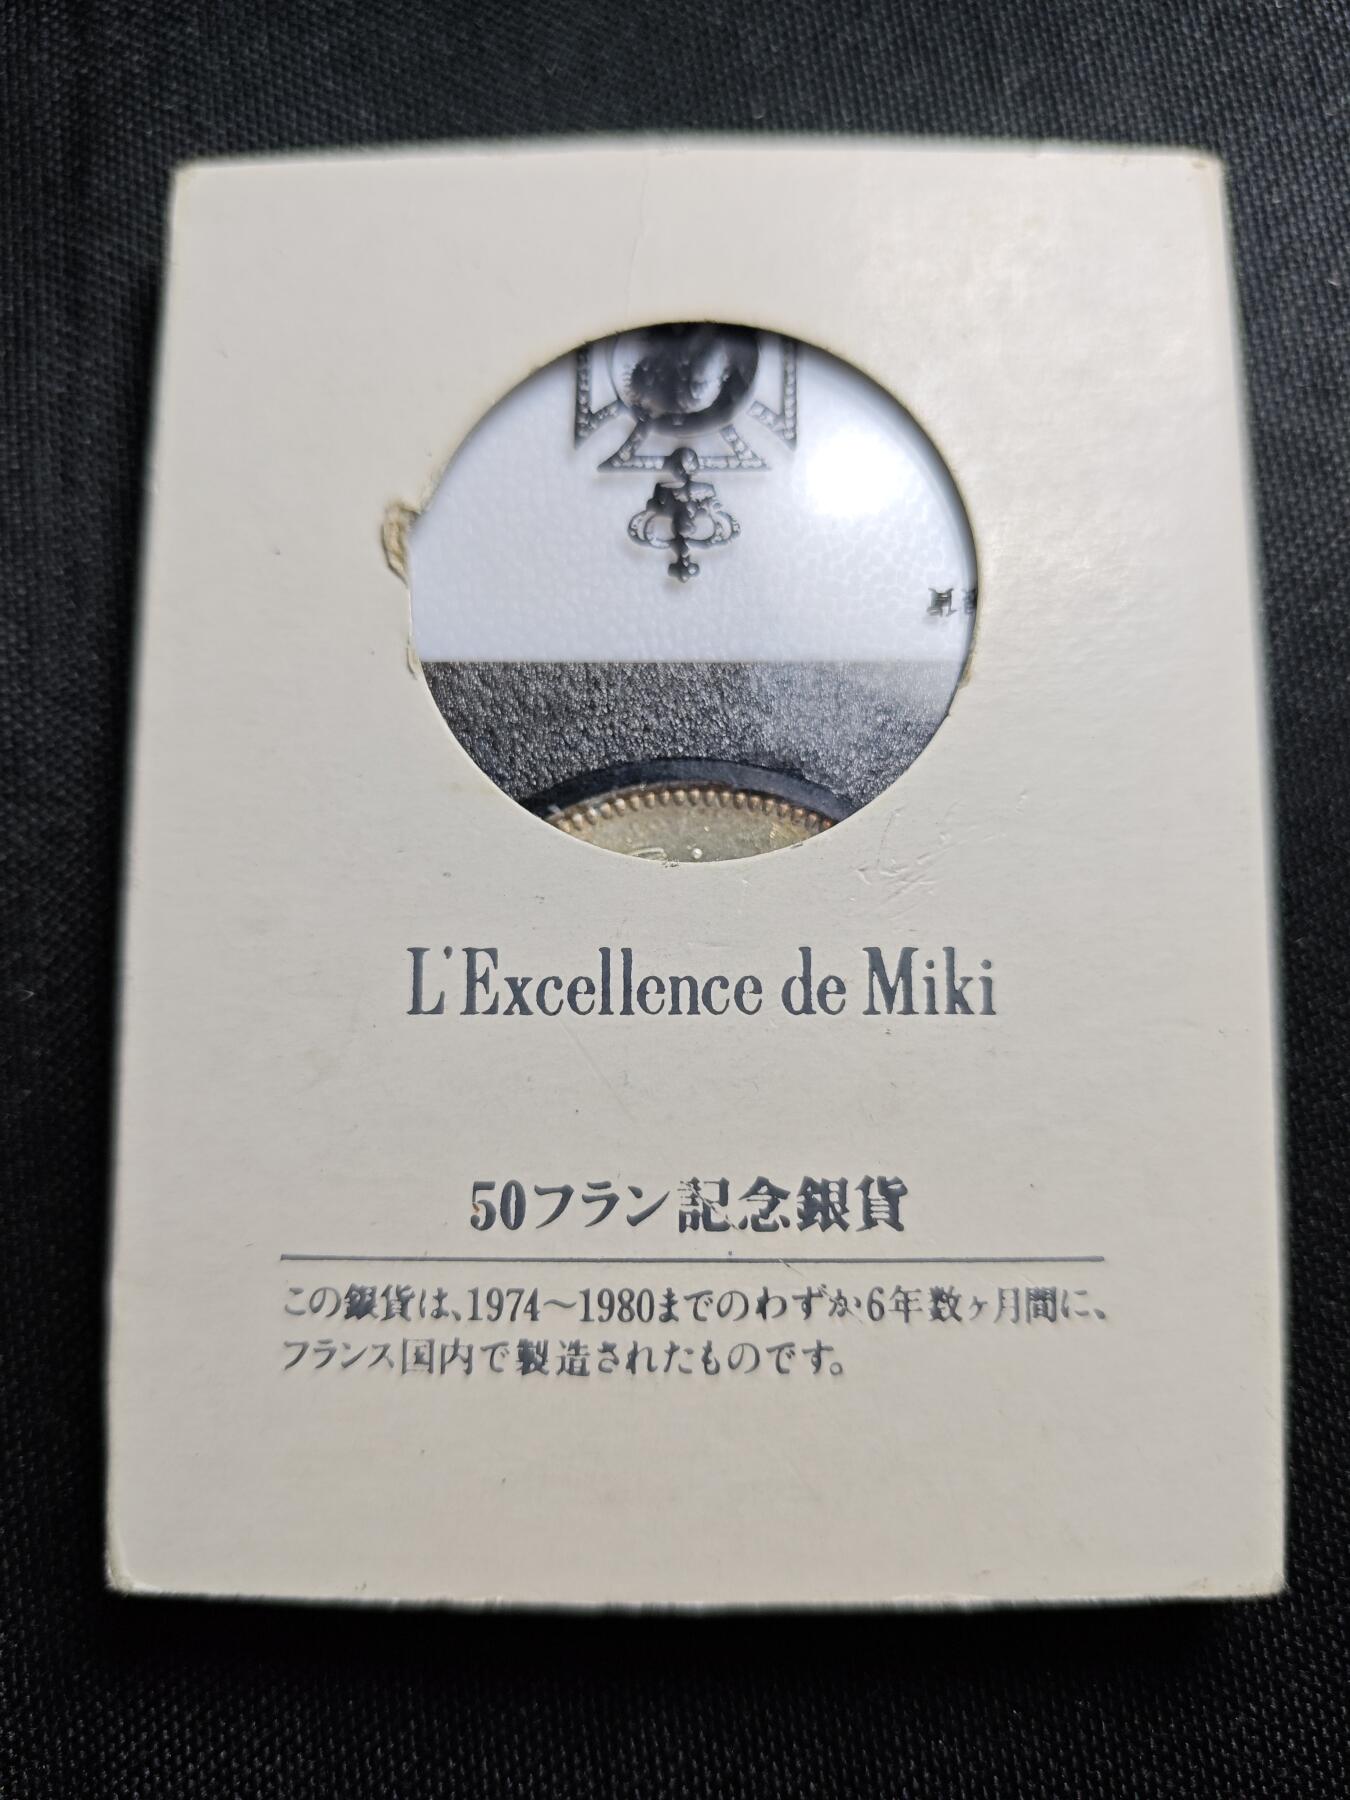 貨
L'Excellence de Miki
50フラン記念銀貨
この銀貨は、1974〜1980までのわずか6年数ヶ月間に、
フランス国内で製造されたものです。